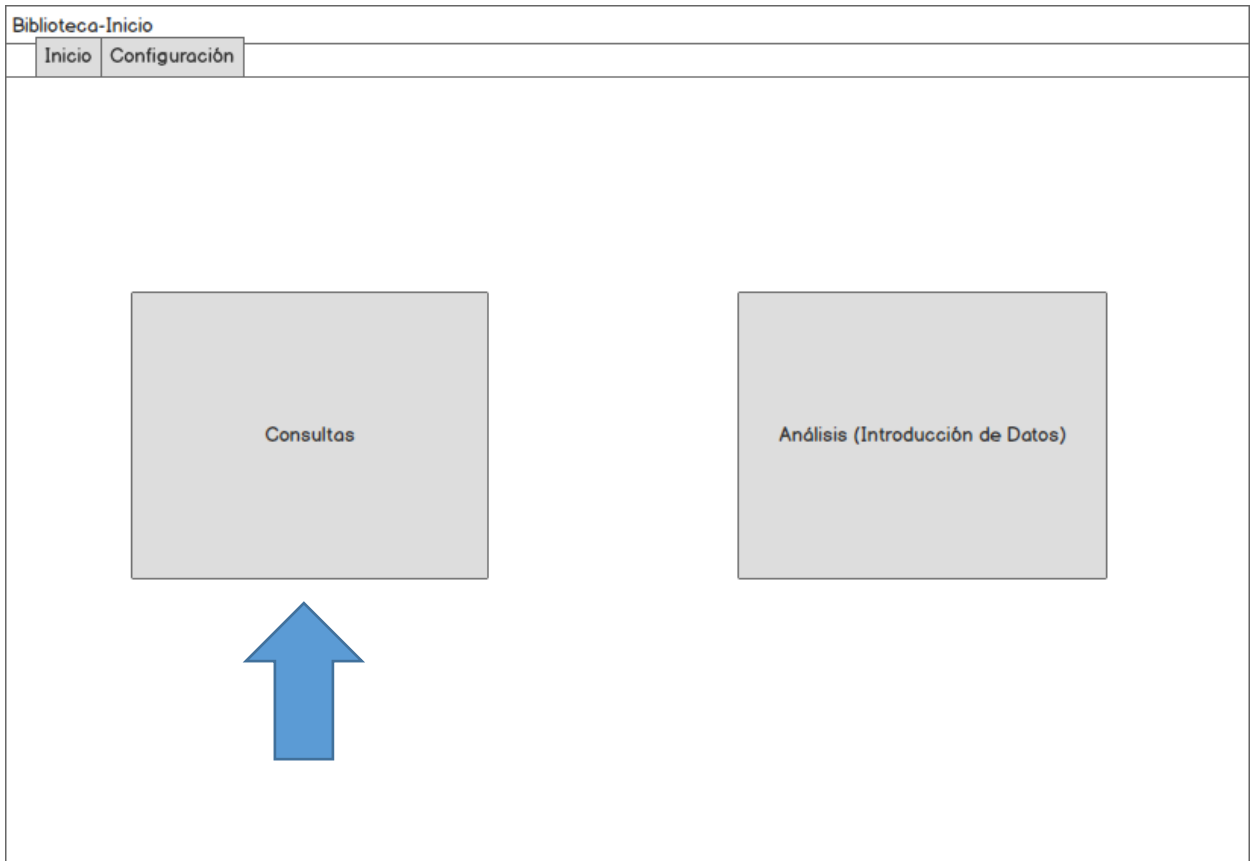 Biblioteca-Inicio
Inicio Configuración
Consultas
Análisis (Introducción de Datos)